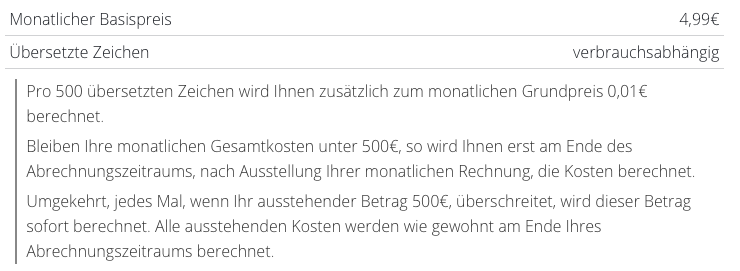 Monatlicher Basispreis 4,99€
Übersetzte Zeichen verbrauchsabhängig
Pro 500 übersetzten Zeichen wird Ihnen zusätzlich zum monatlichen Grundpreis 0,01€
berechnet.
Bleiben Ihre monatlichen Gesamtkosten unter 500€, so wird Ihnen erst am Ende des
Abrechnungszeitraums, nach Ausstellung Ihrer monatlichen Rechnung, die Kosten berechnet.
Umgekehrt, jedes Mal, wenn Ihr ausstehender Betrag 500€, überschreitet, wird dieser Betrag
sofort berechnet. Alle ausstehenden Kosten werden wie gewohnt am Ende Ihres
Abrechnungszeitraums berechnet.